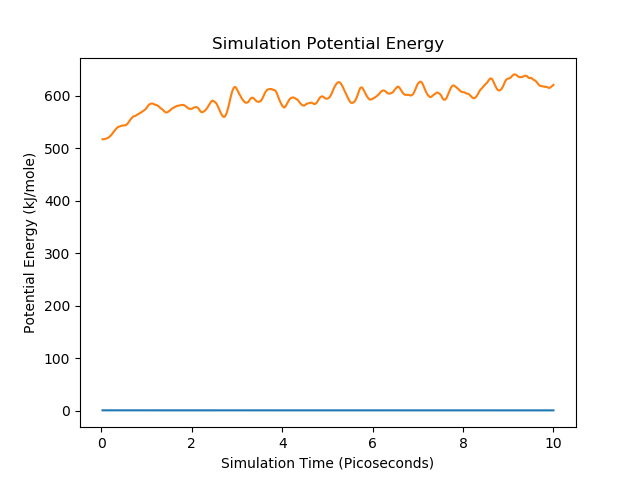 Simulation Potential Energy
Potential Energy (kJ/mole)
600
500
400
300
200
100
0
0 2 4 6 8 10
Simulation Time (Picoseconds)